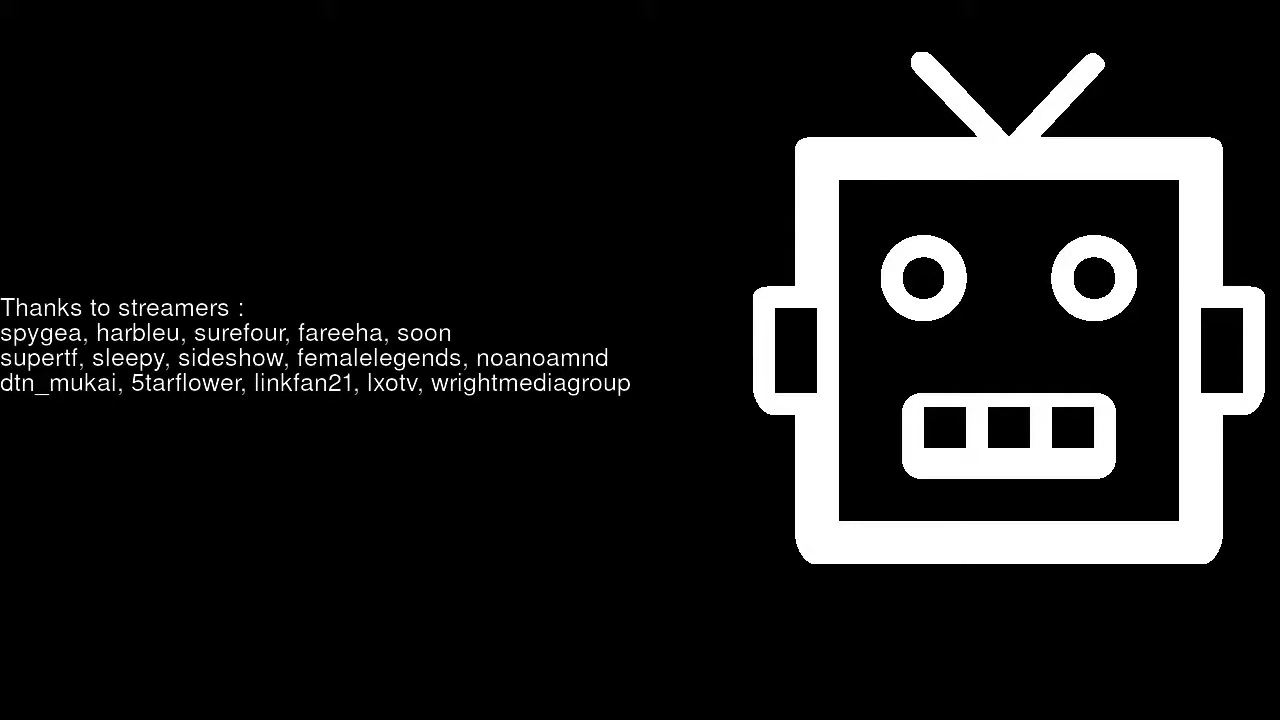 Thanks to streamers :
spygea, harbleu, surefour, fareeha, soon
supertf, sleepy, sideshow, femalelegends, noanoamnd
dtn_mukai, 5tarflower, linkfan21, lxotv, wrightmediagroup